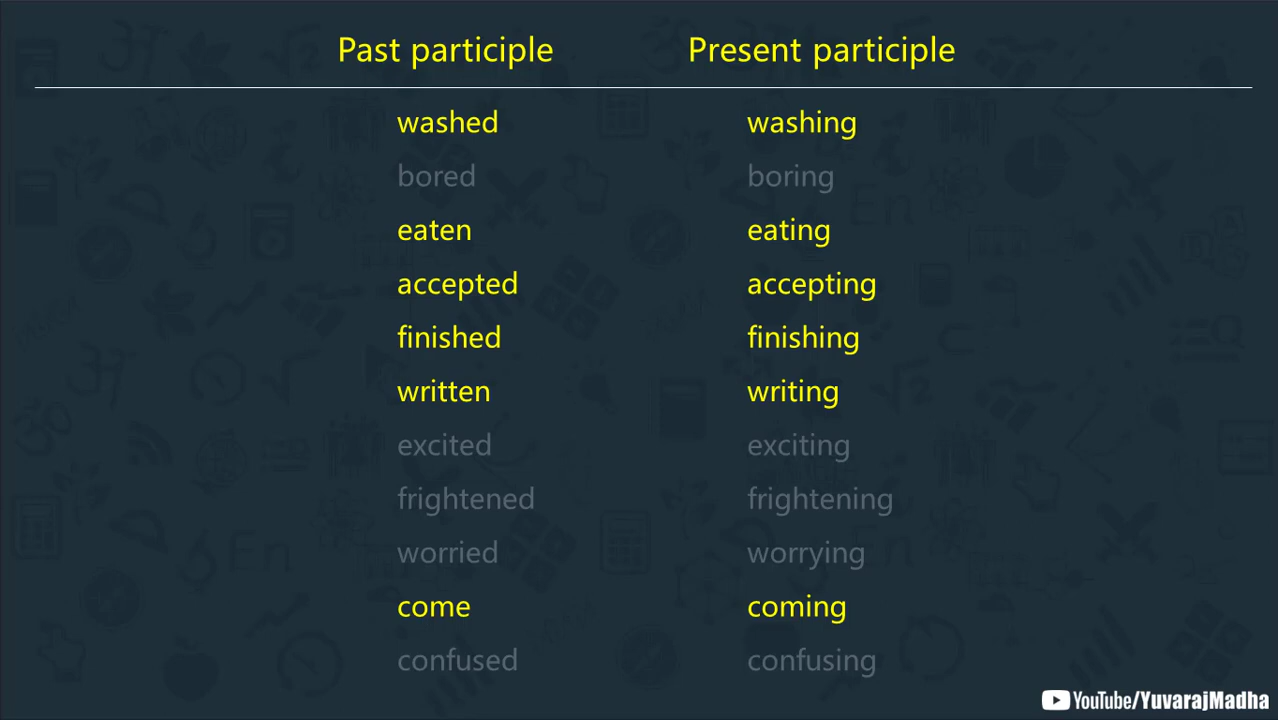 Past participle Present participle
washed washing
bored boring
eaten eating
accepted accepting
finished finishing
written writing
excited exciting
frightened frightening
worried worrying
come coming
confused confusing
YouTube/YuvarajMadha